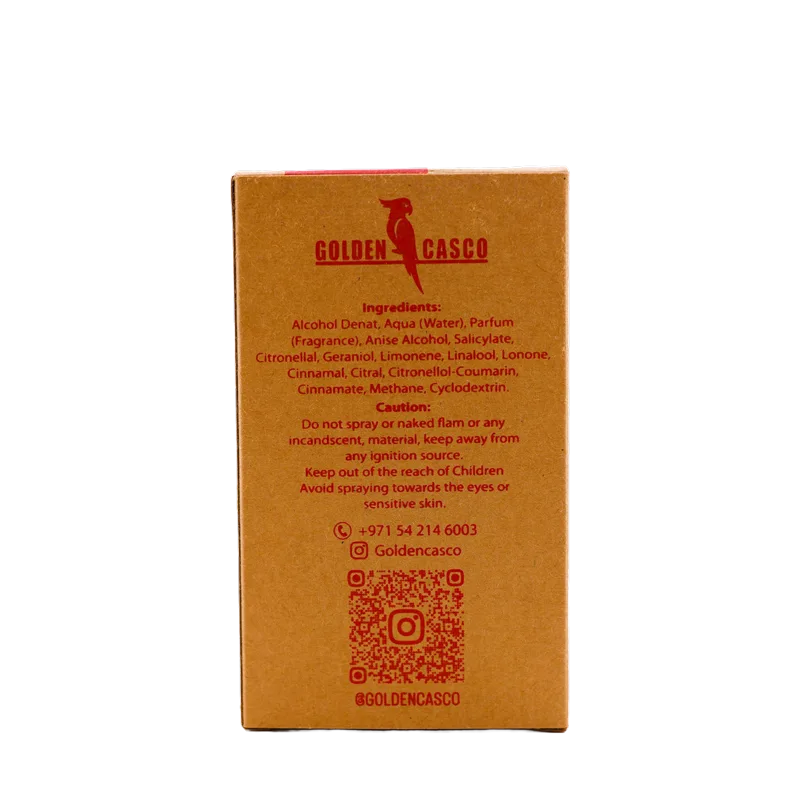 GOLDEN CASCO
Ingredients:
Alcohol Denat, Aqua (Water), Parfum
(Fragrance), Anise Alcohol, Salicylate,
Citronellal, Geraniol, Limonene, Linalool, Lonone,
Cinnamal, Citral, Citronellol-Coumarin,
Cinnamate, Methane, Cyclodextrin.
Caution:
Do not spray or naked flam or any
incandscent, material, keep away from
any ignition source.
Keep out of the reach of Children
Avoid spraying towards the eyes or
sensitive skin.
+971 54 214 6003
Goldencasco
@GOLDENCASCO